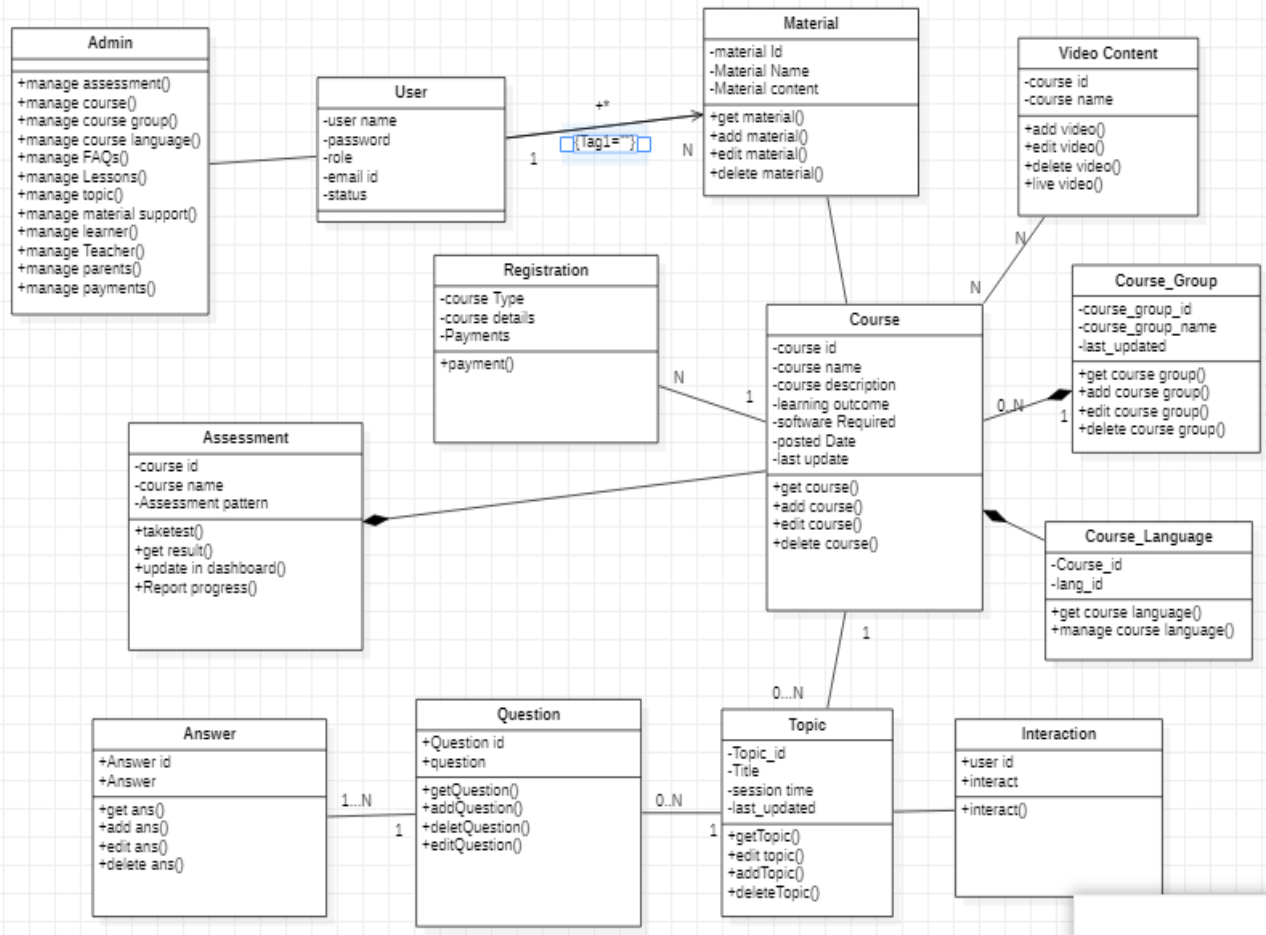 Admin
+manage assessment()
+manage course()
+manage course group()
+manage course language()
+manage FAQs()
+manage Lessons()
+manage topic()
+manage material support()
+manage learner()
+manage Teacher()
+manage parents()
+manage payments()
User
-user name
-password
-role
-email id
-status
+*
1
{Tag1=""}
N
Material
-material Id
-Material Name
-Material content
+get material()
+add material()
+edit material()
+delete material()
Video Content
-course id
-course name
+add video()
+edit video()
+delete video()
+live video()
N
N
Registration
-course Type
-course details
-Payments
+payment()
N
1
Course
-course id
-course name
-course description
-learning outcome
-software Required
-posted Date
-last update
+get course()
+add course()
+edit course()
+delete course()
Course_Group
-course_group_id
-course_group_name
-last_updated
+get course group()
+add course group()
+edit course group()
+delete course group()
0..N
1
Assessment
-course id
-course name
-Assessment pattern
+taketest()
+get result()
+update in dashboard()
+Report progress()
Course_Language
-Course_id
-lang_id
+get course language()
+manage course language()
1
0...N
Answer
+Answer id
+Answer
+get ans()
+add ans()
+edit ans()
+delete ans()
1...N
1
Question
+Question id
+question
+getQuestion()
+addQuestion()
+deletQuestion()
+editQuestion()
0..N
1
Topic
-Topic_id
-Title
-session time
-last_updated
+getTopic()
+edit topic()
+addTopic()
+deleteTopic()
Interaction
+user id
+interact
+interact()